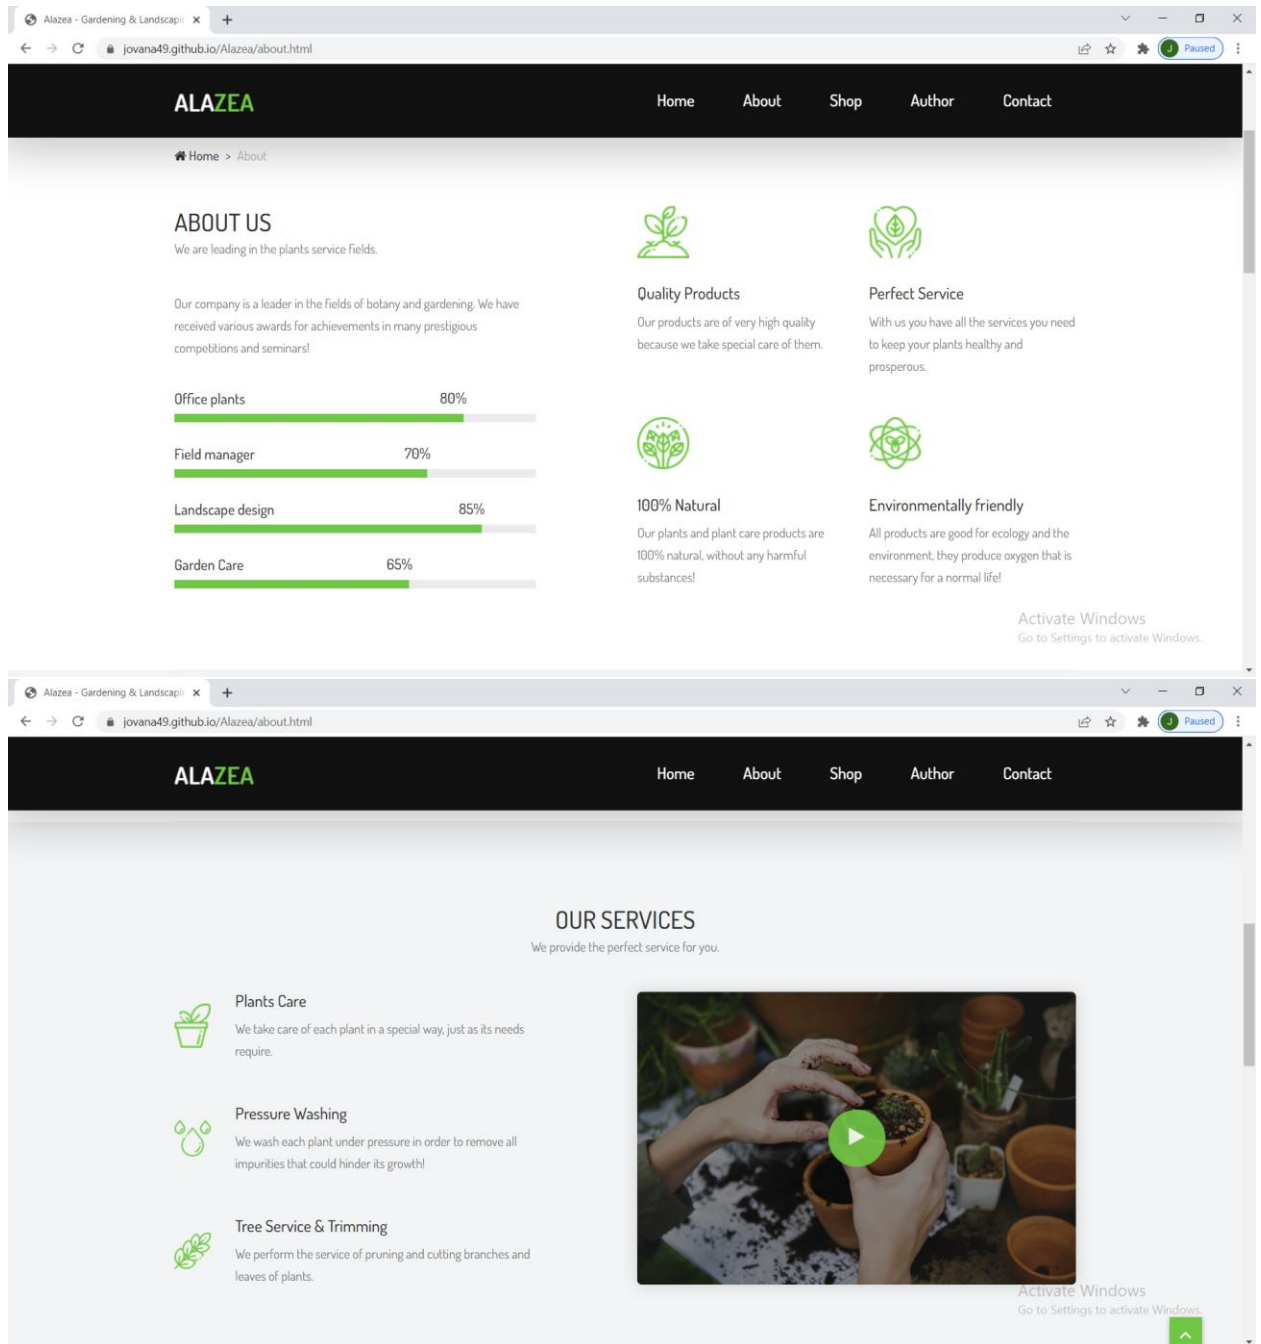 Alazea - Gardening & Landscapi
jovana49.github.io/Alazea/about.html
J Paused
ALAZEA
Home About Shop Author Contact
Home > About
ABOUT US
We are leading in the plants service fields.
Our company is a leader in the fields of botany and gardening. We have
received various awards for achievements in many prestigious
competitions and seminars!
Office plants 80%
Field manager 70%
Landscape design 85%
Garden Care 65%
Quality Products
Our products are of very high quality
because we take special care of them.
Perfect Service
With us you have all the services you need
to keep your plants healthy and
prosperous.
100% Natural
Our plants and plant care products are
100% natural, without any harmful
substances!
Environmentally friendly
All products are good for ecology and the
environment, they produce oxygen that is
necessary for a normal life!
Activate Windows
Go to Settings to activate Windows.
Alazea - Gardening & Landscapi
jovana49.github.io/Alazea/about.html
J Paused
ALAZEA
Home About Shop Author Contact
OUR SERVICES
We provide the perfect service for you.
Plants Care
We take care of each plant in a special way, just as its needs
require.
Pressure Washing
We wash each plant under pressure in order to remove all
impurities that could hinder its growth!
Tree Service & Trimming
We perform the service of pruning and cutting branches and
leaves of plants.
Activate Windows
Go to Settings to activate Windows.